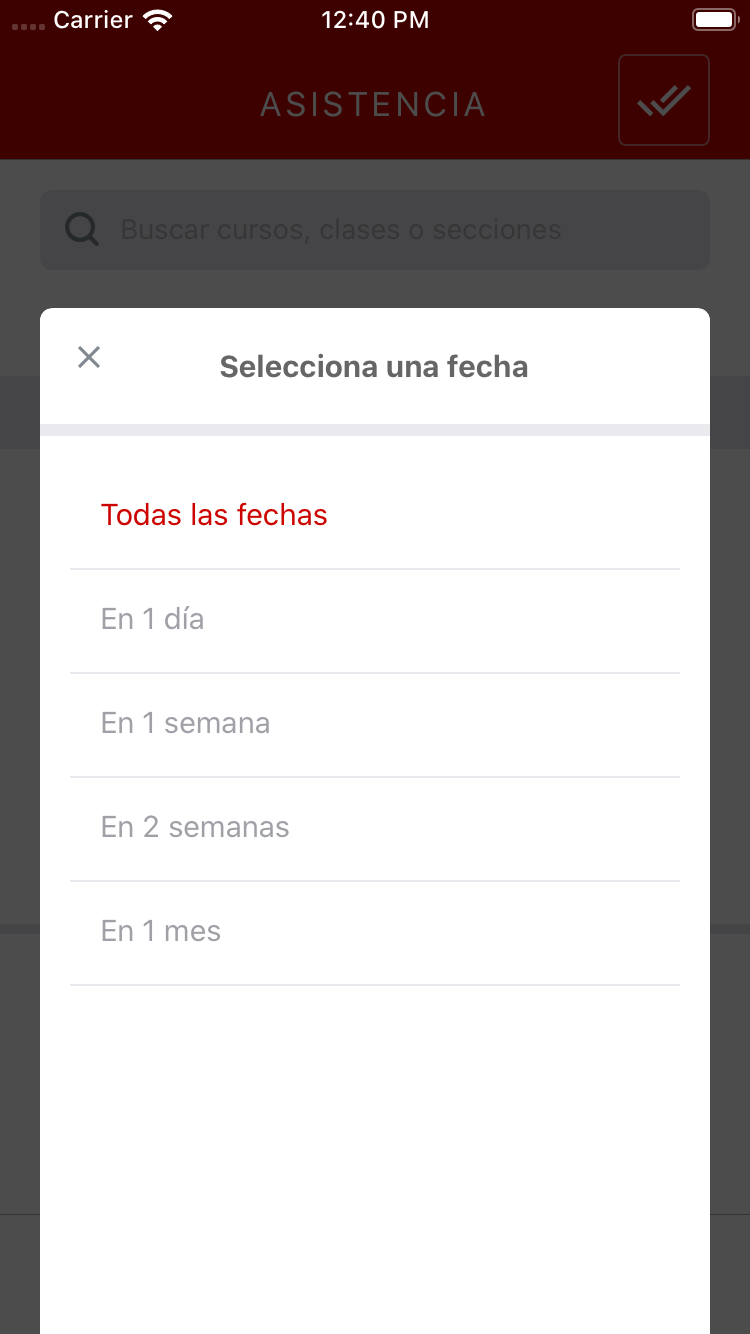 Carrier 12:40 PM
ASISTENCIA
Buscar cursos, clases o secciones
Selecciona una fecha
Todas las fechas
En 1 día
En 1 semana
En 2 semanas
En 1 mes